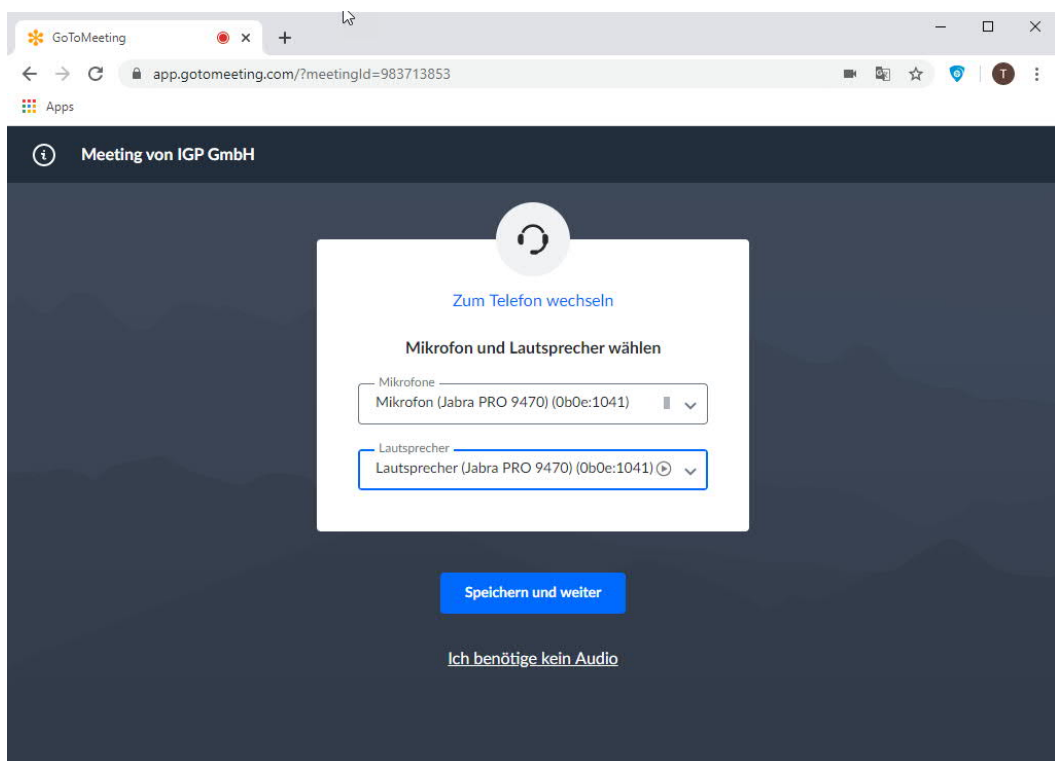 GoToMeeting
app.gotomeeting.com/?meetingId=983713853
T
Apps
Meeting von IGP GmbH
Zum Telefon wechseln
Mikrofon und Lautsprecher wählen
Mikrofone
Mikrofon (Jabra PRO 9470) (0b0e:1041)
Lautsprecher
Lautsprecher (Jabra PRO 9470) (0b0e:1041)
Speichern und weiter
Ich benötige kein Audio